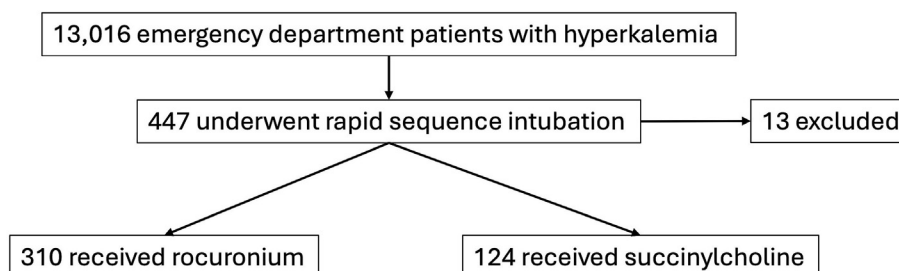 13,016 emergency department patients with hyperkalemia
447 underwent rapid sequence intubation
13 excluded
310 received rocuronium
124 received succinylcholine